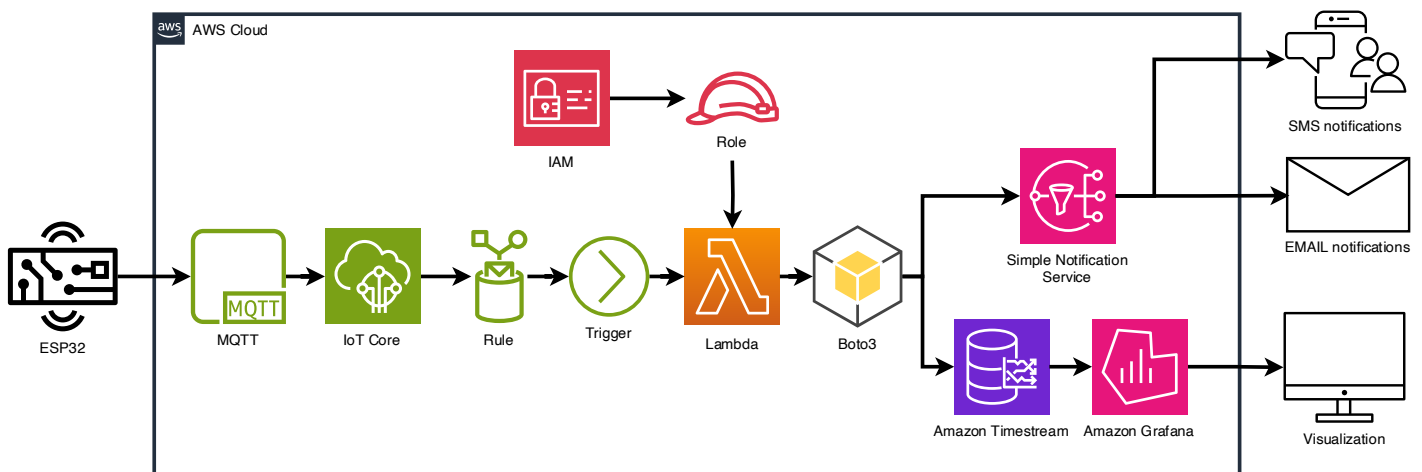 aws
AWS Cloud
SMS notifications
IAM
Role
EMAIL notifications
Simple Notification
Service
MQTT
ESP32
MQTT
IoT Core
Rule
Trigger
Lambda
Boto3
Amazon Timestream
Amazon Grafana
Visualization